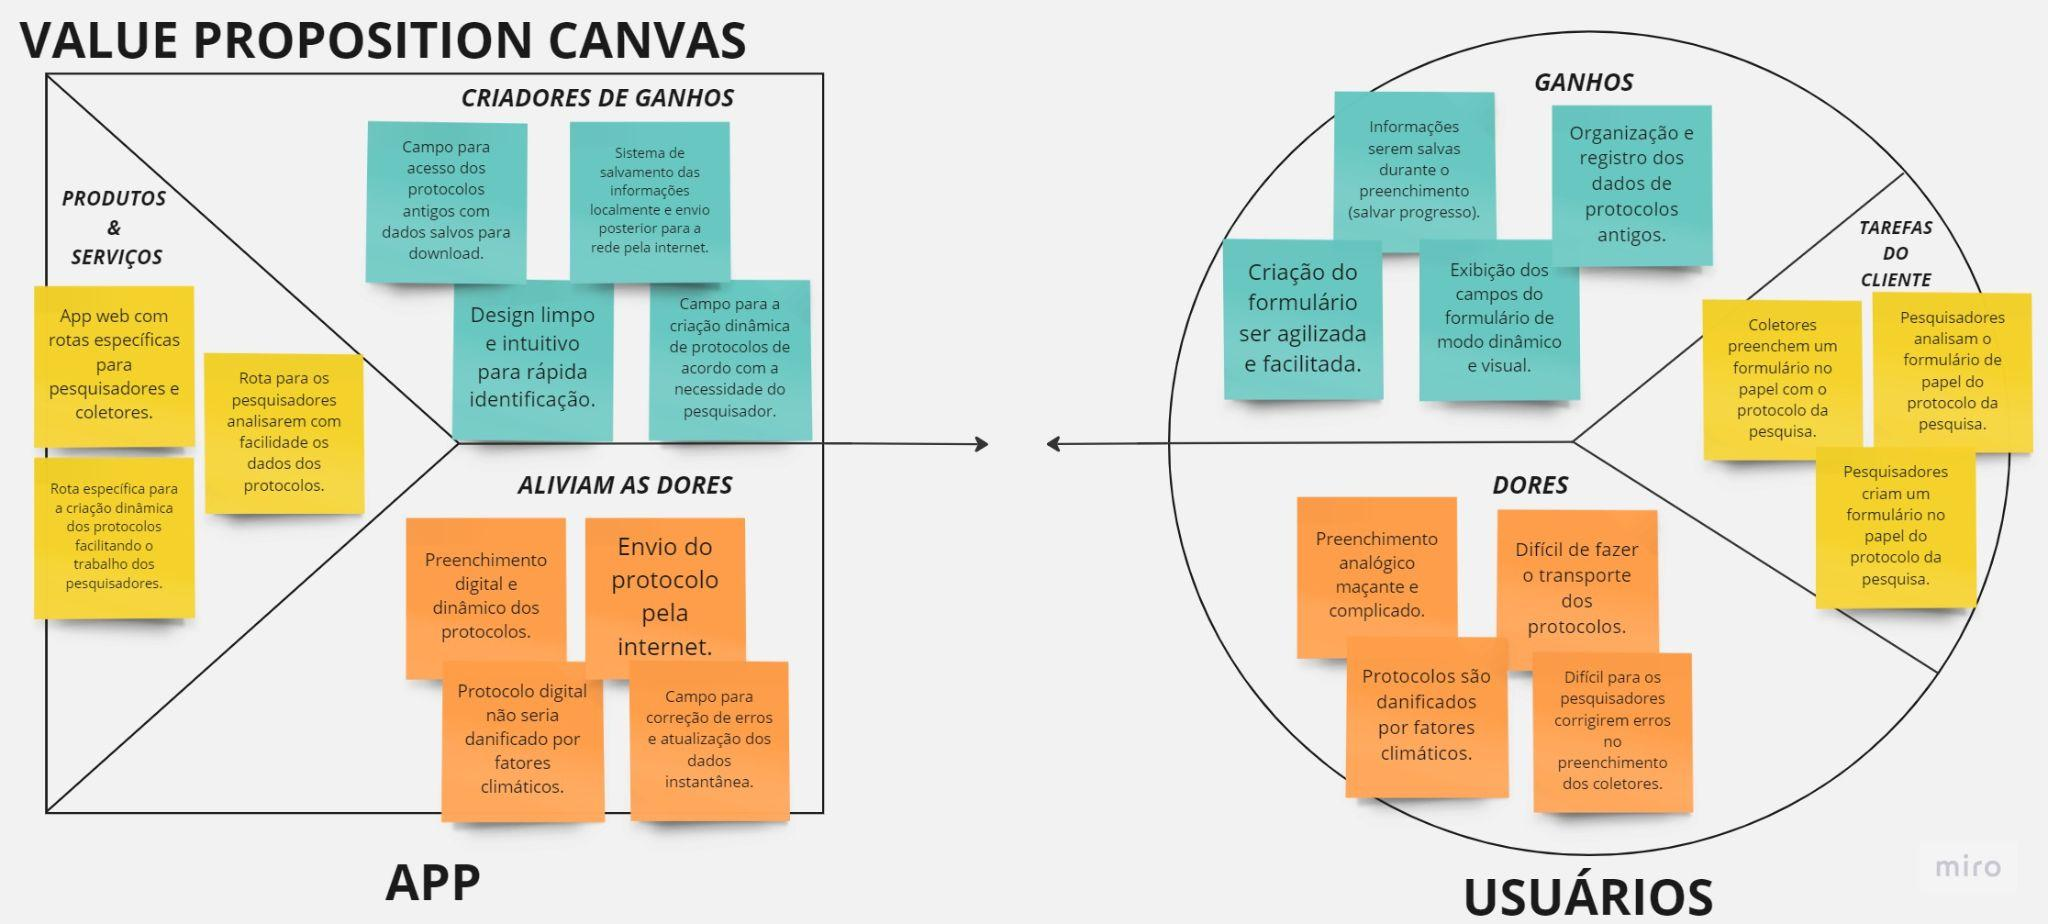 VALUE PROPOSITION CANVAS
CRIADORES DE GANHOS
Campo para
acesso dos
protocolos
antigos com
dados salvos para
download.
Sistema de
salvamento das
informações
localmente e envio
posterior para a
rede pela internet.
Design limpo
e intuitivo
para rápida
identificação.
Campo para a
criação dinâmica
de protocolos de
acordo com a
necessidade do
pesquisador.
PRODUTOS
&
SERVIÇOS
App web com
rotas específicas
para
pesquisadores e
coletores.
Rota para os
pesquisadores
analisarem com
facilidade os
dados dos
protocolos.
Rota específica para
a criação dinâmica
dos protocolos
facilitando o
trabalho dos
pesquisadores.
ALIVIAM AS DORES
Preenchimento
digital e
dinâmico dos
protocolos.
Envio do
protocolo
pela
internet.
Protocolo digital
não seria
danificado por
fatores
climáticos.
Campo para
correção de erros
e atualização dos
dados
instantânea.
APP
GANHOS
Informações
serem salvas
durante o
preenchimento
(salvar progresso).
Organização e
registro dos
dados de
protocolos
antigos.
Criação do
formulário
ser agilizada
e facilitada.
Exibição dos
campos do
formulário de
modo dinâmico
e visual.
TAREFAS
DO
CLIENTE
Coletores
preenchem um
formulário no
papel com o
protocolo da
pesquisa.
Pesquisadores
analisam o
formulário de
papel do
protocolo da
pesquisa.
Pesquisadores
criam um
formulário no
papel do
protocolo da
pesquisa.
DORES
Preenchimento
analógico
maçante e
complicado.
Difícil de fazer
o transporte
dos
protocolos.
Protocolos são
danificados
por fatores
climáticos.
Difícil para os
pesquisadores
corrigirem erros
no
preenchimento
dos coletores.
USUÁRIOS
miro